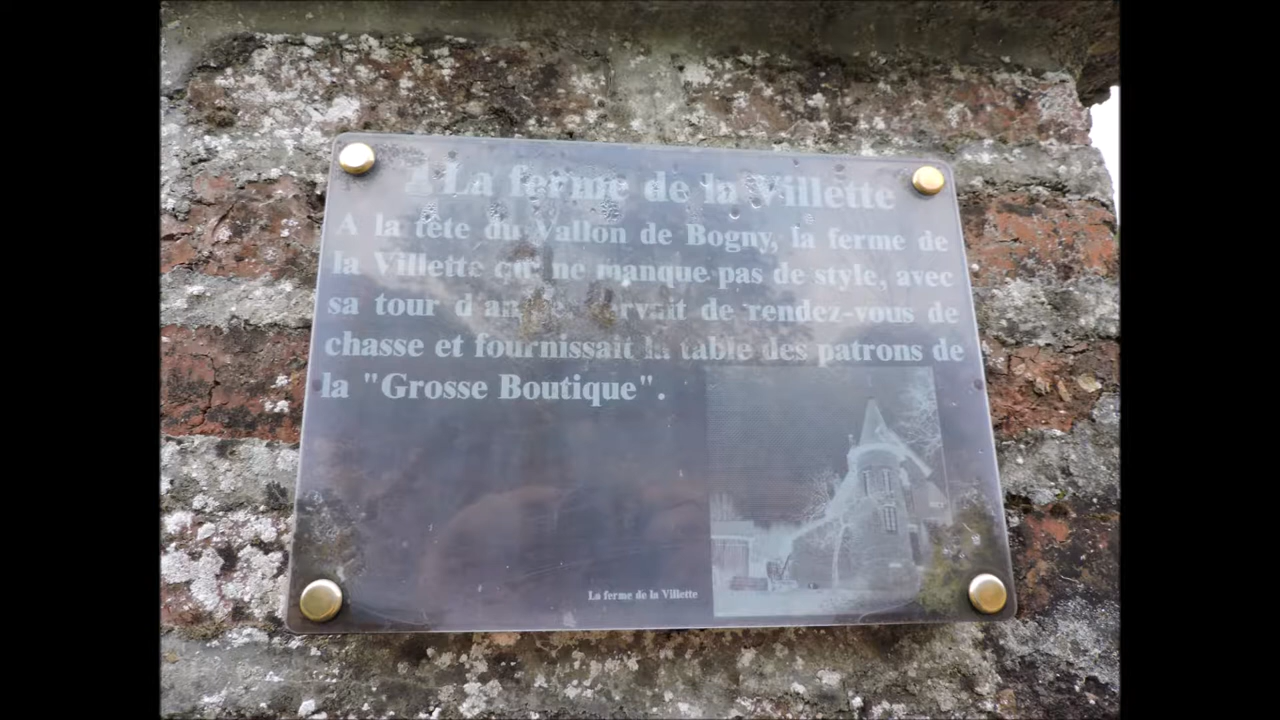 La ferme de la Villette
A la tête du Vallon de Bogny, la ferme de
la Villette qui ne manque pas de style, avec
sa tour d'an servait de rendez-vous de
chasse et fournissait la table des patrons de
la "Grosse Boutique".
La ferme de la Villette